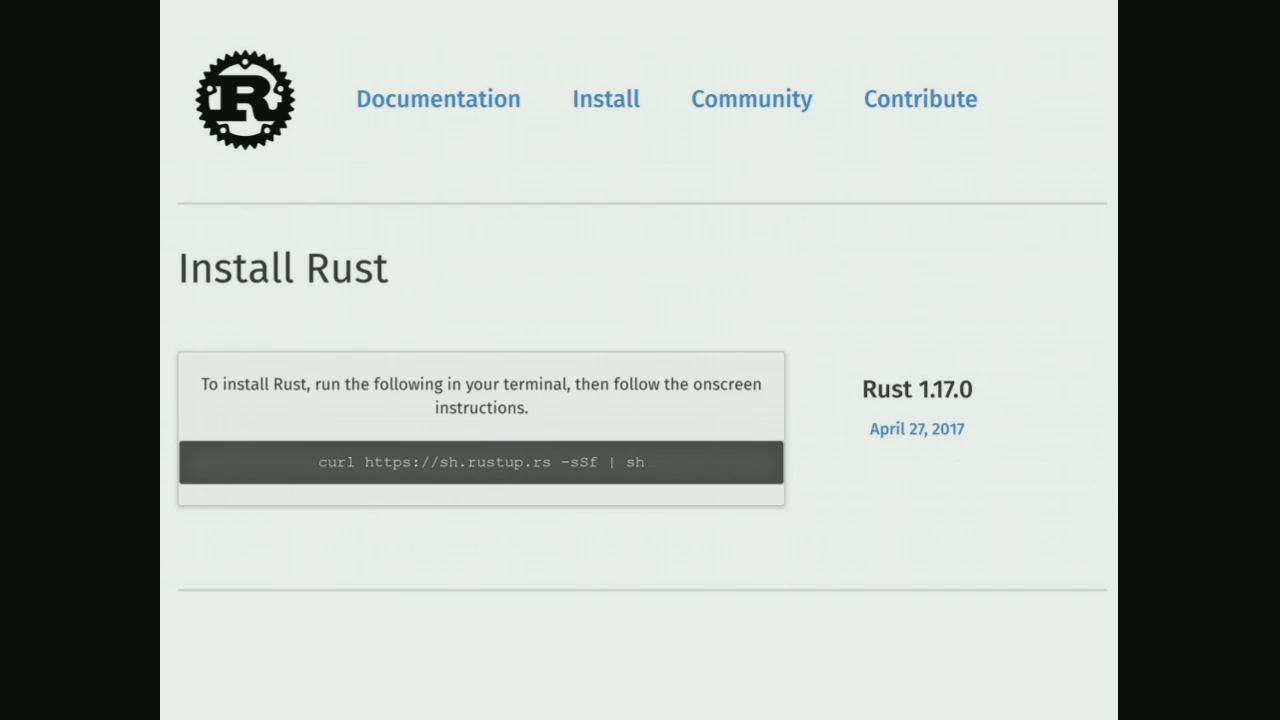 R
Documentation Install Community Contribute
Install Rust
To install Rust, run the following in your terminal, then follow the onscreen
instructions.
curl https://sh.rustup.rs -sSf | sh
Rust 1.17.0
April 27, 2017